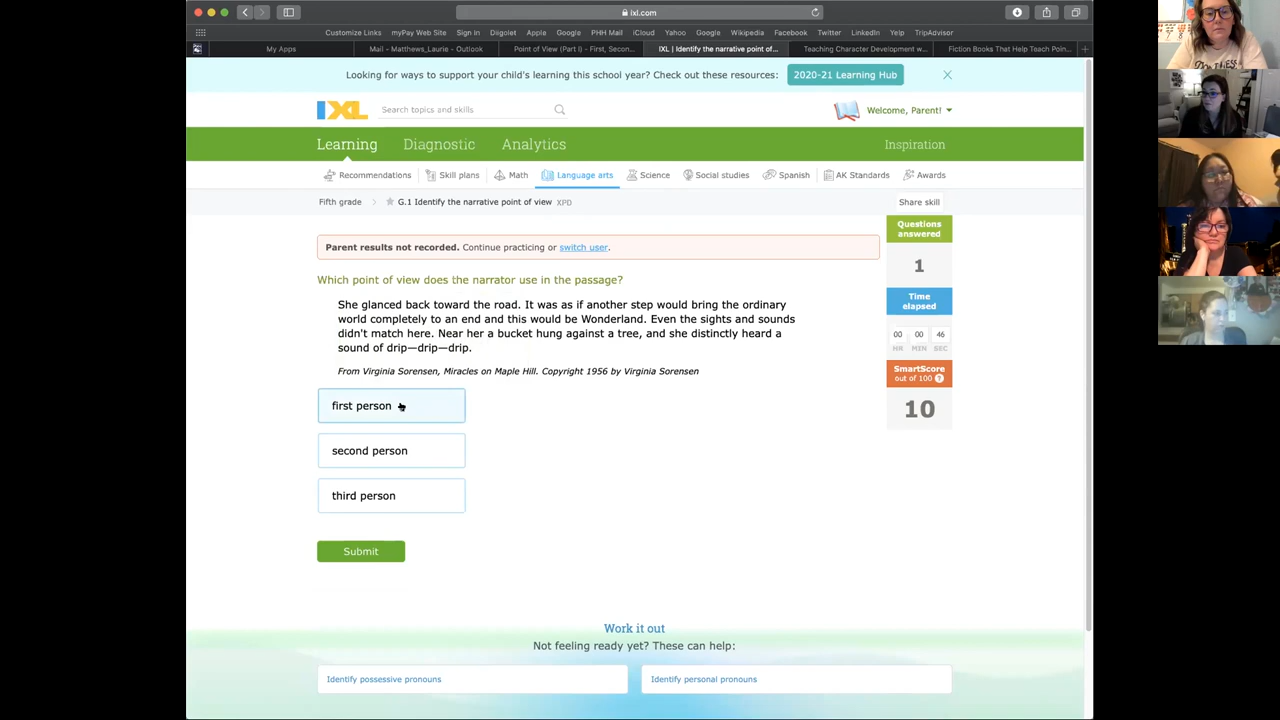 ixl.com
Customize Links myPay Web Site Sign In Diigolet Apple Google PHH Mail iCloud Yahoo Google Wikipedia Facebook Twitter LinkedIn Yelp TripAdvisor
My Apps Mail - Matthews_Laurie - Outlook Point of View (Part I) - First, Secon... IXL | Identify the narrative point of... Teaching Character Development w... Fiction Books That Help Teach Poin...
Looking for ways to support your child's learning this school year? Check out these resources: 2020-21 Learning Hub
IXL Search topics and skills Welcome, Parent!
Learning Diagnostic Analytics Inspiration
Recommendations Skill plans Math Language arts Science Social studies Spanish AK Standards Awards
Fifth grade G.1 Identify the narrative point of view XPD Share skill
Questions
answered
1
Parent results not recorded. Continue practicing or switch user.
Which point of view does the narrator use in the passage?
She glanced back toward the road. It was as if another step would bring the ordinary
world completely to an end and this would be Wonderland. Even the sights and sounds
didn't match here. Near her a bucket hung against a tree, and she distinctly heard a
sound of drip—drip—drip.
From Virginia Sorensen, Miracles on Maple Hill. Copyright 1956 by Virginia Sorensen
Time
elapsed
00 00 46
HR MIN SEC
SmartScore
out of 100 ?
10
first person
second person
third person
Submit
Work it out
Not feeling ready yet? These can help:
Identify possessive pronouns Identify personal pronouns